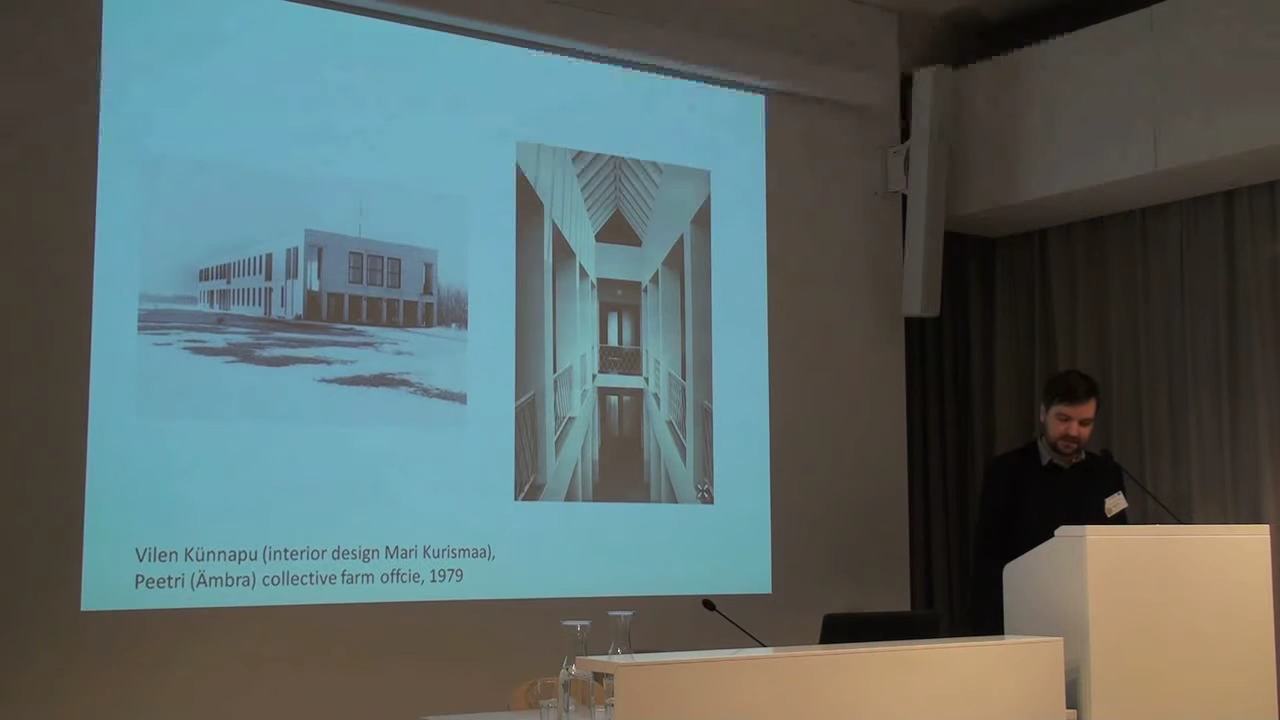 Vilen Künnapu (interior design Mari Kurismaa),
Peetri (Ämbra) collective farm offcie, 1979